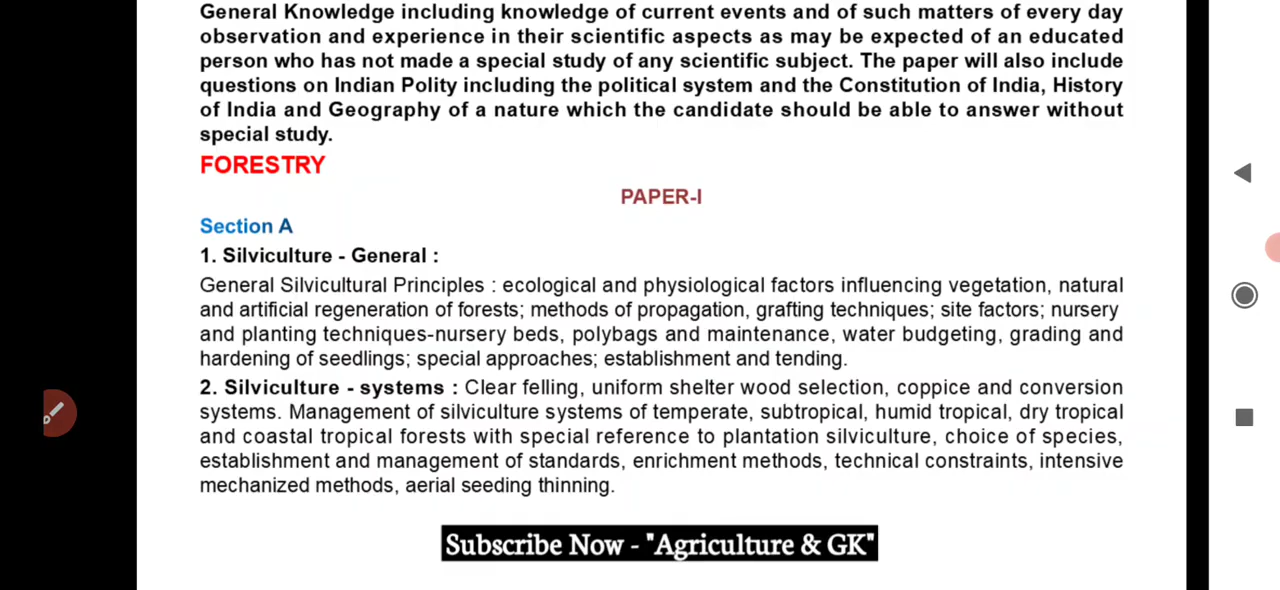 General Knowledge including knowledge of current events and of such matters of every day
observation and experience in their scientific aspects as may be expected of an educated
person who has not made a special study of any scientific subject. The paper will also include
questions on Indian Polity including the political system and the Constitution of India, History
of India and Geography of a nature which the candidate should be able to answer without
special study.
FORESTRY
PAPER-I
Section A
1. Silviculture - General :
General Silvicultural Principles : ecological and physiological factors influencing vegetation, natural
and artificial regeneration of forests; methods of propagation, grafting techniques; site factors; nursery
and planting techniques-nursery beds, polybags and maintenance, water budgeting, grading and
hardening of seedlings; special approaches; establishment and tending.
2. Silviculture - systems : Clear felling, uniform shelter wood selection, coppice and conversion
systems. Management of silviculture systems of temperate, subtropical, humid tropical, dry tropical
and coastal tropical forests with special reference to plantation silviculture, choice of species,
establishment and management of standards, enrichment methods, technical constraints, intensive
mechanized methods, aerial seeding thinning.
Subscribe Now - "Agriculture & GK"